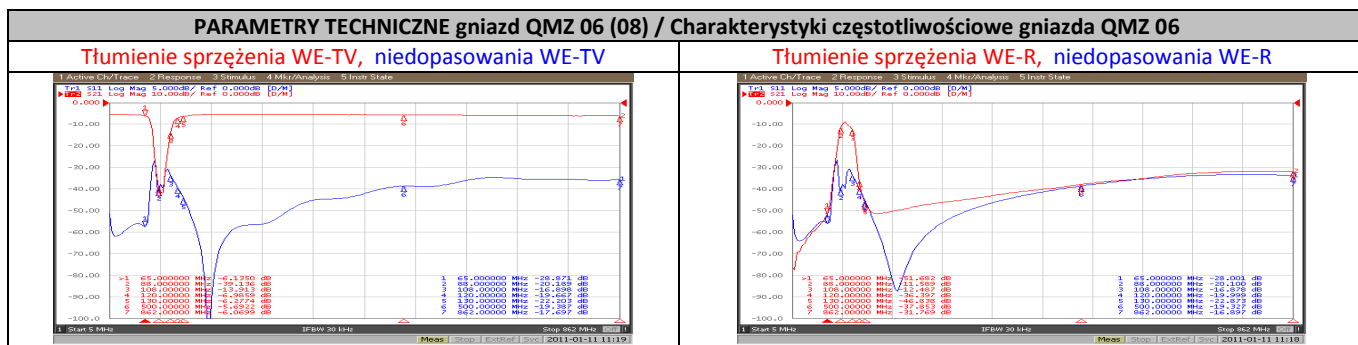 PARAMETRY TECHNICZNE gniazd QMZ 06 (08) / Charakterystyki częstotliwościowe gniazda QMZ 06
Tłumienie sprzężenia WE-TV, niedopasowania WE-TV
1 Active Ch/Trace 2 Response 3 Stimulus 4 Mkr/Analysis 5 Instr State
Tr1 S11 Log Mag 5.000dB/ Ref 0.000dB [D/M]
Tr2 S21 Log Mag 10.00dB/ Ref 0.000dB [D/M]
0.000
-10.00
-20.00
-30.00
-40.00
-50.00
-60.00
-70.00
-80.00
-90.00
-100.0
>1 65.000000 MHz -6.1350 dB
2 88.000000 MHz -39.136 dB
3 108.00000 MHz -13.913 dB
4 120.00000 MHz -6.9859 dB
5 130.00000 MHz -6.2774 dB
6 500.00000 MHz -5.6922 dB
7 862.00000 MHz -6.0699 dB
1 65.000000 MHz -28.871 dB
2 88.000000 MHz -20.189 dB
3 108.00000 MHz -16.898 dB
4 120.00000 MHz -19.667 dB
5 130.00000 MHz -22.203 dB
6 500.00000 MHz -19.387 dB
7 862.00000 MHz -17.697 dB
1 Start 5 MHz IFBW 30 kHz Stop 862 MHz Off !
Meas Stop ExtRef Svc 2011-01-11 11:19
Tłumienie sprzężenia WE-R, niedopasowania WE-R
1 Active Ch/Trace 2 Response 3 Stimulus 4 Mkr/Analysis 5 Instr State
Tr1 S11 Log Mag 5.000dB/ Ref 0.000dB [D/M]
Tr2 S21 Log Mag 10.00dB/ Ref 0.000dB [D/M]
0.000
-10.00
-20.00
-30.00
-40.00
-50.00
-60.00
-70.00
-80.00
-90.00
-100.0
>1 65.000000 MHz -51.682 dB
2 88.000000 MHz -11.589 dB
3 108.00000 MHz -12.487 dB
4 120.00000 MHz -36.397 dB
5 130.00000 MHz -46.838 dB
6 500.00000 MHz -37.853 dB
7 862.00000 MHz -31.769 dB
1 65.000000 MHz -28.001 dB
2 88.000000 MHz -20.100 dB
3 108.00000 MHz -16.878 dB
4 120.00000 MHz -19.999 dB
5 130.00000 MHz -22.873 dB
6 500.00000 MHz -19.327 dB
7 862.00000 MHz -16.897 dB
1 Start 5 MHz IFBW 30 kHz Stop 862 MHz Off !
Meas Stop ExtRef Svc 2011-01-11 11:18